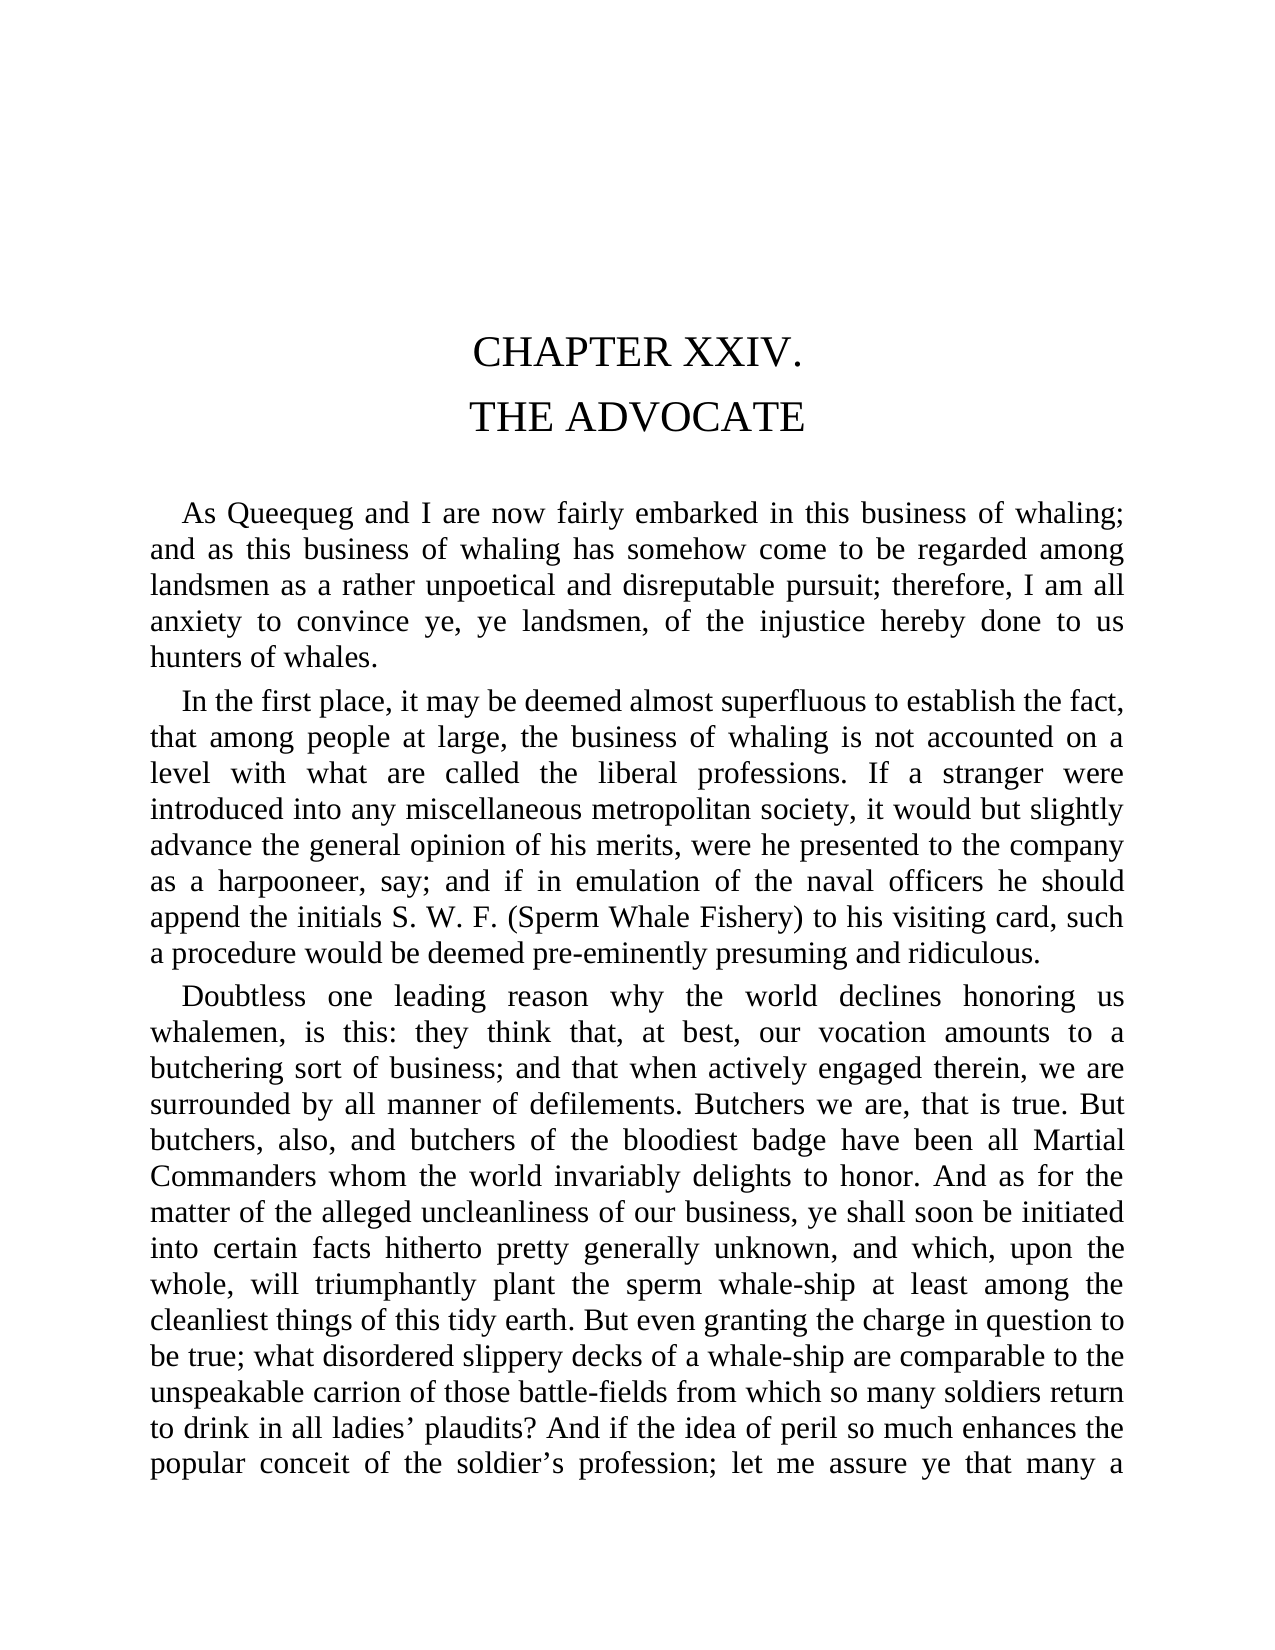 CHAPTER XXIV.
THE ADVOCATE
As Queequeg and I are now fairly embarked in this business of whaling;
and as this business of whaling has somehow come to be regarded among
landsmen as a rather unpoetical and disreputable pursuit; therefore, I am all
anxiety to convince ye, ye landsmen, of the injustice hereby done to us
hunters of whales.
In the first place, it may be deemed almost superfluous to establish the fact,
that among people at large, the business of whaling is not accounted on a
level with what are called the liberal professions. If a stranger were
introduced into any miscellaneous metropolitan society, it would but slightly
advance the general opinion of his merits, were he presented to the company
as a harpooneer, say; and if in emulation of the naval officers he should
append the initials S. W. F. (Sperm Whale Fishery) to his visiting card, such
a procedure would be deemed pre-eminently presuming and ridiculous.
Doubtless one leading reason why the world declines honoring us
whalemen, is this: they think that, at best, our vocation amounts to a
butchering sort of business; and that when actively engaged therein, we are
surrounded by all manner of defilements. Butchers we are, that is true. But
butchers, also, and butchers of the bloodiest badge have been all Martial
Commanders whom the world invariably delights to honor. And as for the
matter of the alleged uncleanliness of our business, ye shall soon be initiated
into certain facts hitherto pretty generally unknown, and which, upon the
whole, will triumphantly plant the sperm whale-ship at least among the
cleanliest things of this tidy earth. But even granting the charge in question to
be true; what disordered slippery decks of a whale-ship are comparable to the
unspeakable carrion of those battle-fields from which so many soldiers return
to drink in all ladies’ plaudits? And if the idea of peril so much enhances the
popular conceit of the soldier’s profession; let me assure ye that many a